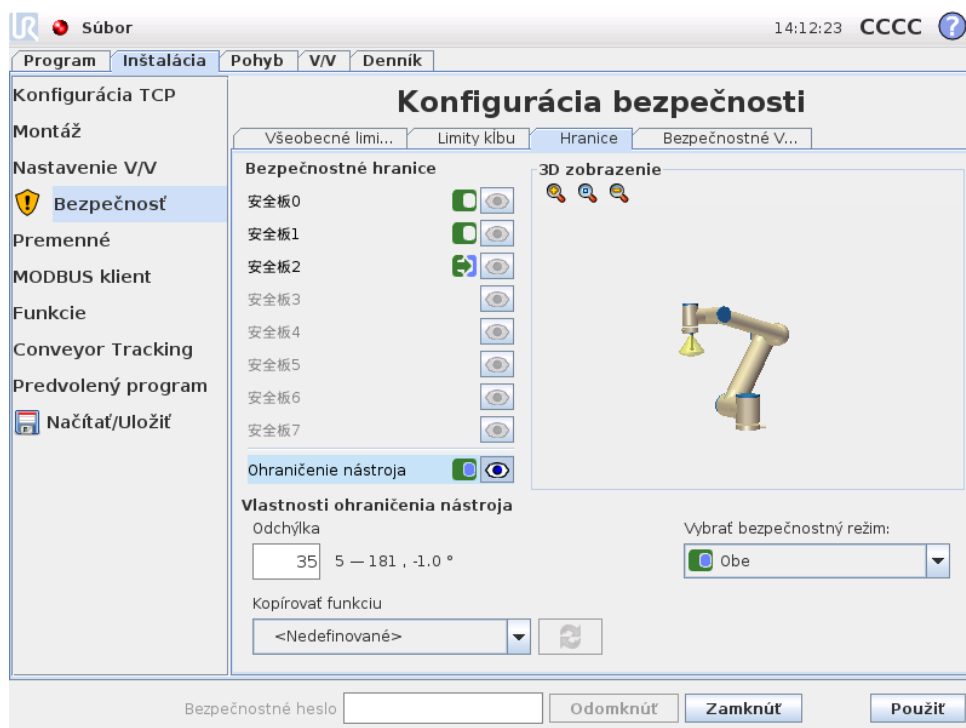 Súbor 14:12:23 CCCC ?
Program Inštalácia Pohyb V/V Denník
Konfigurácia TCP
Montáž
Nastavenie V/V
Bezpečnosť
Premenné
MODBUS klient
Funkcie
Conveyor Tracking
Predvolený program
Načítať/Uložiť
Konfigurácia bezpečnosti
Všeobecné limi... Limity kĺbu Hranice Bezpečnostné V...
Bezpečnostné hranice
安全板0
安全板1
安全板2
安全板3
安全板4
安全板5
安全板6
安全板7
Ohraničenie nástroja
3D zobrazenie
Vlastnosti ohraničenia nástroja
Odchýlka
35 5 — 181 , -1.0 °
Vybrať bezpečnostný režim:
Obe
Kopírovať funkciu
<Nedefinované>
Bezpečnostné heslo Odomknúť Zamknúť Použiť